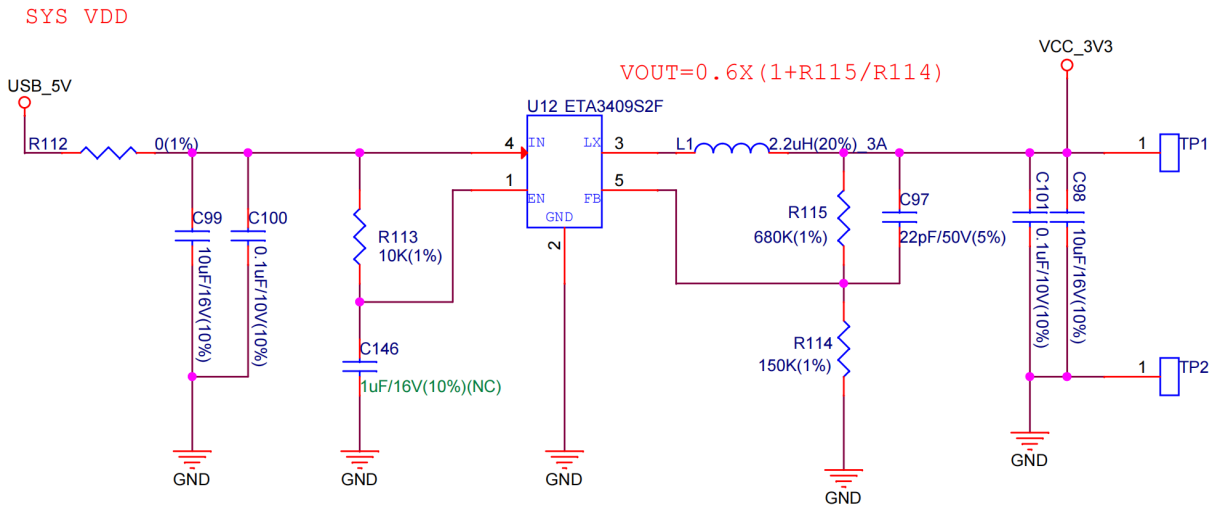 SYS VDD
USB_5V
R112
0(1%)
C99
10uF/16V(10%)
C100
0.1uF/10V(10%)
GND
R113
10K(1%)
C146
1uF/16V(10%)(NC)
GND
U12 ETA3409S2F
4
IN
1
EN
LX
3
FB
5
GND
2
GND
VOUT=0.6X(1+R115/R114)
L1
2.2uH(20%)_3A
R115
680K(1%)
C97
22pF/50V(5%)
R114
150K(1%)
GND
VCC_3V3
C101
0.1uF/10V(10%)
C98
10uF/16V(10%)
GND
1
TP1
1
TP2